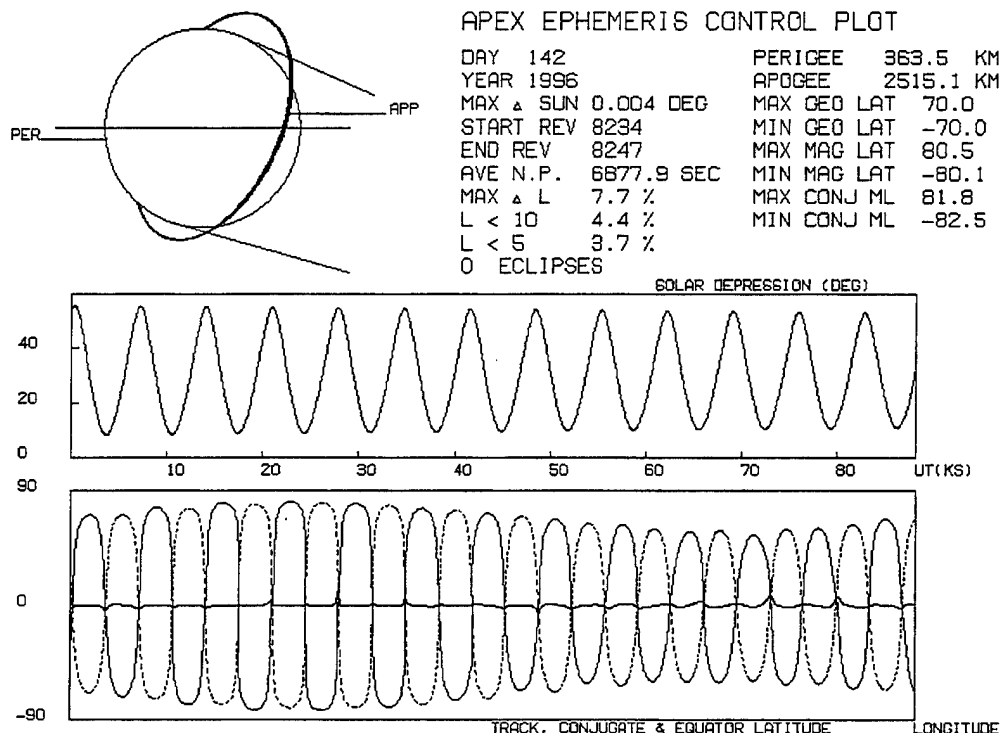 APEX EPHEMERIS CONTROL PLOT
DAY 142
YEAR 1996
MAX Δ SUN 0.004 DEG
START REV 8234
END REV 8247
AVE N.P. 6877.9 SEC
MAX Δ L 7.7 %
L < 10 4.4 %
L < 5 3.7 %
0 ECLIPSES
PERIGEE 363.5 KM
APOGEE 2515.1 KM
MAX GEO LAT 70.0
MIN GEO LAT -70.0
MAX MAG LAT 80.5
MIN MAG LAT -80.1
MAX CONJ ML 81.8
MIN CONJ ML -82.5
APP
PER
SOLAR DEPRESSION (DEG)
40
20
0
10 20 30 40 50 60 70 80 UT(KS)
90
0
-90
TRACK, CONJUGATE & EQUATOR LATITUDE LONGITUDE